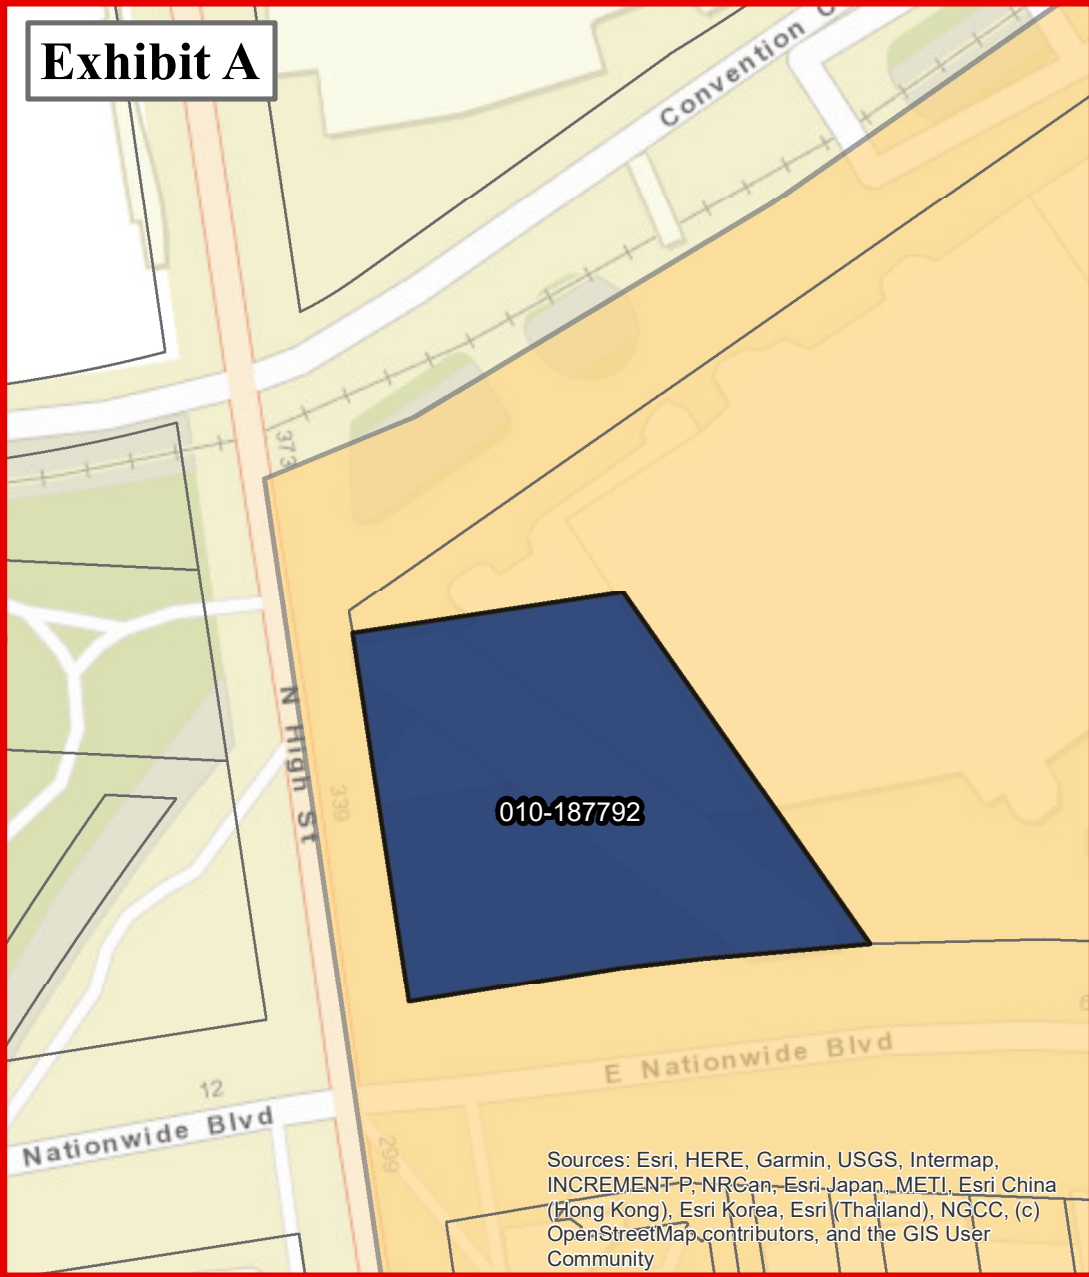 Exhibit A
Convention C
373
N High St
339
010-187792
E Nationwide Blvd
12
Nationwide Blvd
299
Sources: Esri, HERE, Garmin, USGS, Intermap,
INCREMENT P, NRCan, Esri Japan, METI, Esri China
(Hong Kong), Esri Korea, Esri (Thailand), NGCC, (c)
OpenStreetMap contributors, and the GIS User
Community